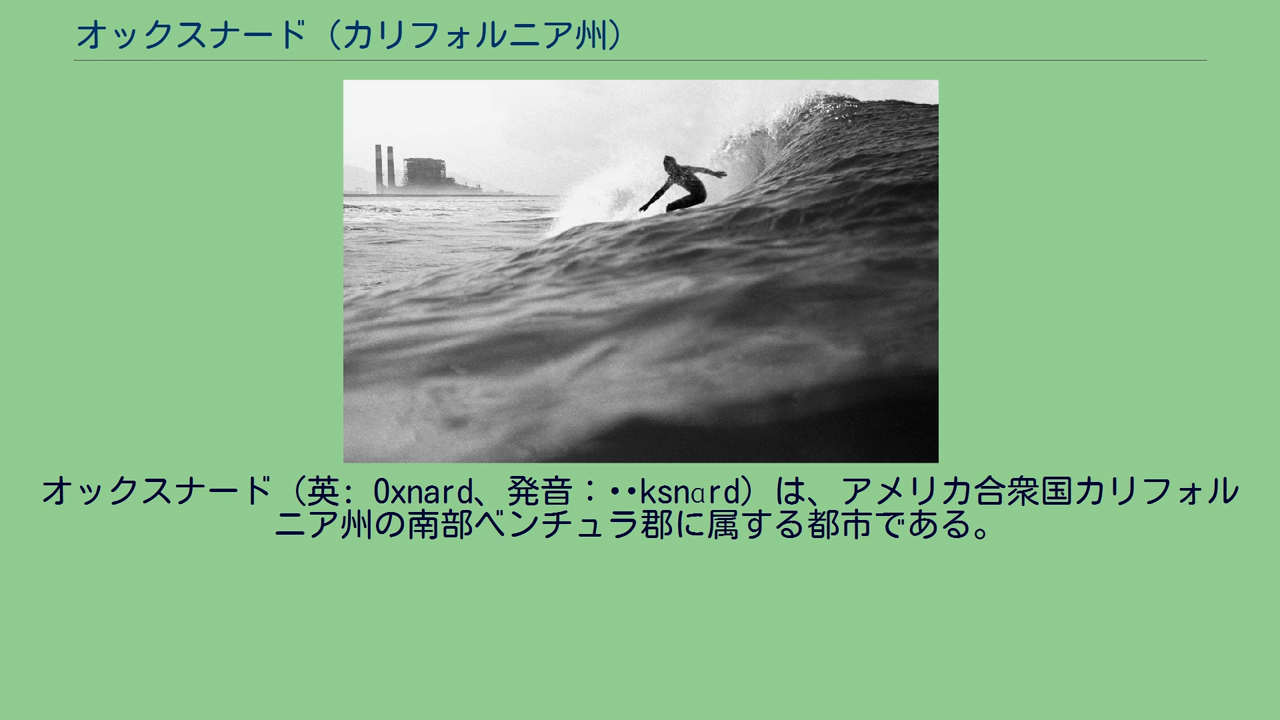 オックスナード（カリフォルニア州）
オックスナード（英: Oxnard、発音：••ksnɑrd）は、アメリカ合衆国カリフォル
ニア州の南部ベンチュラ郡に属する都市である。